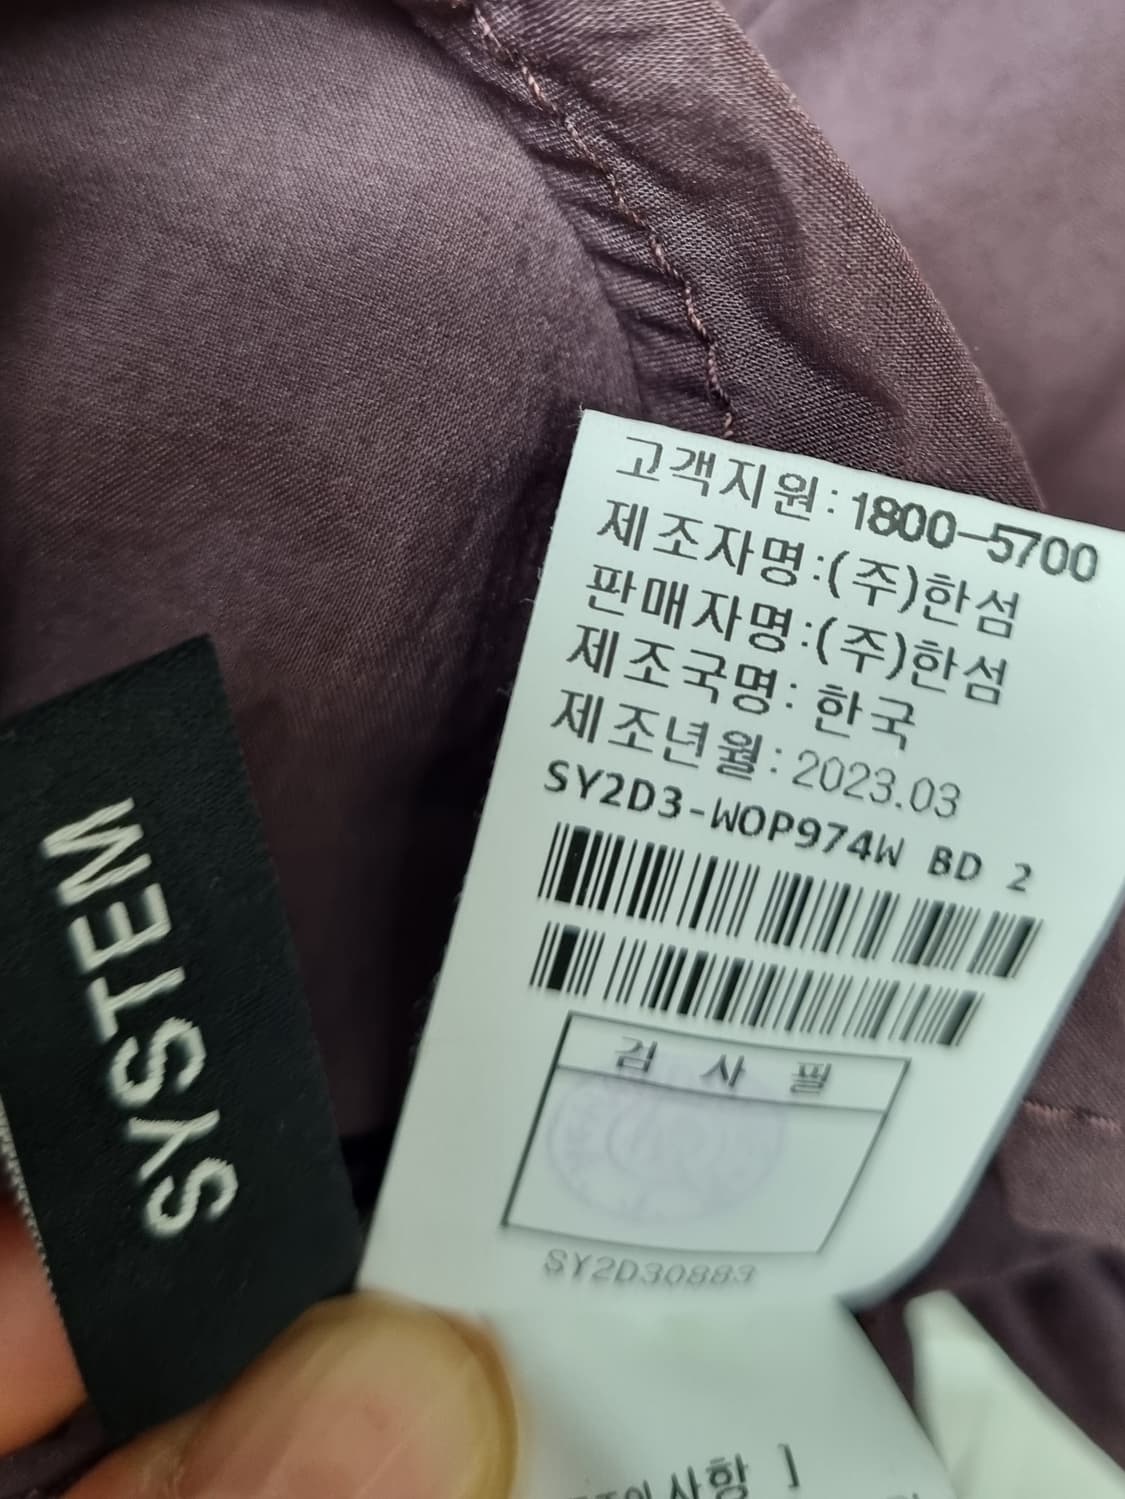 고객지원:1800-5700
제조자명:(주)한섬
판매자명:(주)한섬
제조국명: 한국
제조년월:2023.03
SY2D3-WOP974W BD 2
검 사 필
SY2D30883
SYSTEM
사항 ]